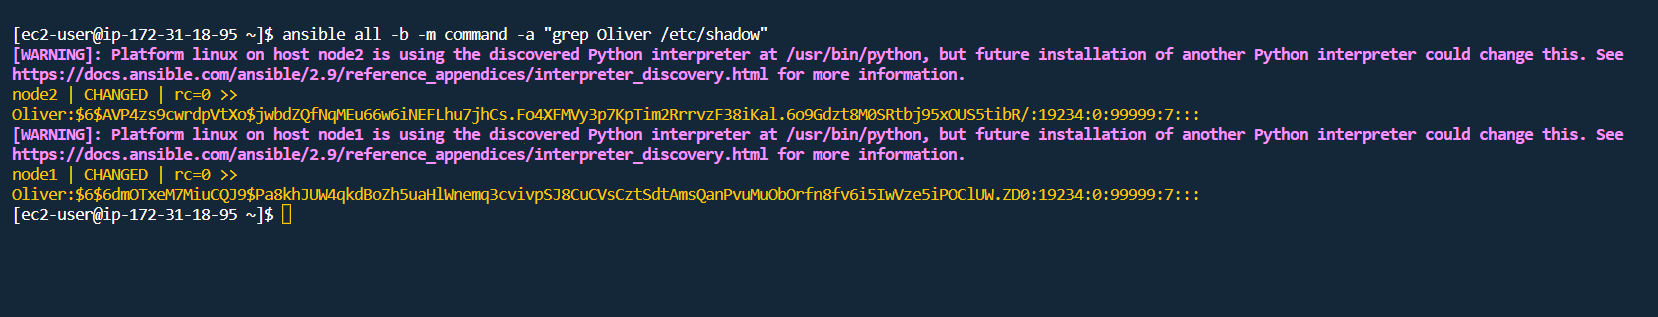 [ec2-user@ip-172-31-18-95 ~]$ ansible all -b -m command -a "grep Oliver /etc/shadow"
[WARNING]: Platform linux on host node2 is using the discovered Python interpreter at /usr/bin/python, but future installation of another Python interpreter could change this. See
https://docs.ansible.com/ansible/2.9/reference_appendices/interpreter_discovery.html for more information.
node2 | CHANGED | rc=0 >>
Oliver:$6$AVP4zs9cwrdpVtXo$jwbdZQfNqMEu66w6iNEFLhu7jhCs.Fo4XFMVy3p7KpTim2RrrvzF38iKal.6o9Gdzt8M0SRtbj95xOUS5tibR/:19234:0:99999:7:::
[WARNING]: Platform linux on host node1 is using the discovered Python interpreter at /usr/bin/python, but future installation of another Python interpreter could change this. See
https://docs.ansible.com/ansible/2.9/reference_appendices/interpreter_discovery.html for more information.
node1 | CHANGED | rc=0 >>
Oliver:$6$6dmOTxeM7MiuCQJ9$Pa8khJUW4qkdBoZh5uaHlWnemq3cvivpSJ8CuCVsCztSdtAmsQanPvuMuObOrfn8fv6i5IwVze5iPOClUW.ZD0:19234:0:99999:7:::
[ec2-user@ip-172-31-18-95 ~]$